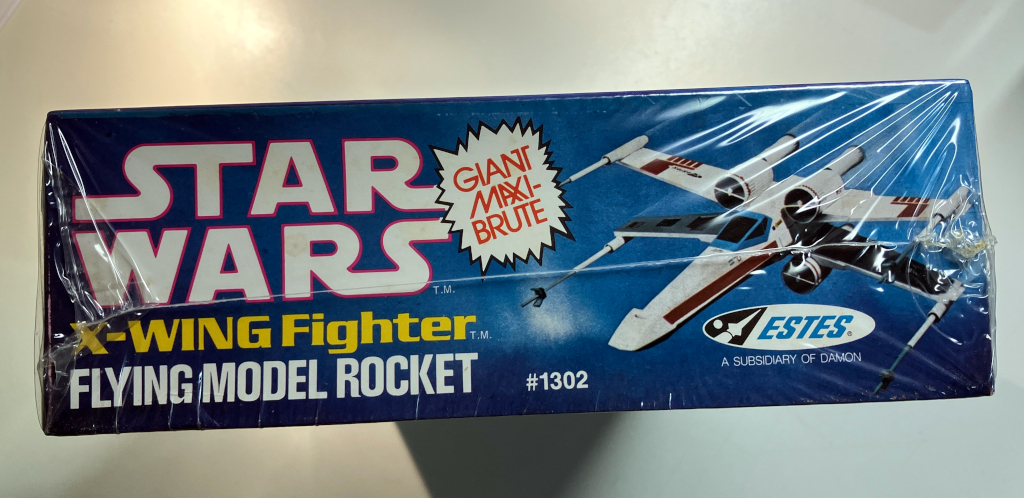 STAR
WARS
T.M.
GIANT
MAXI-
BRUTE
X-WING Fighter T.M.
FLYING MODEL ROCKET
#1302
ESTES®
A SUBSIDIARY OF DAMON